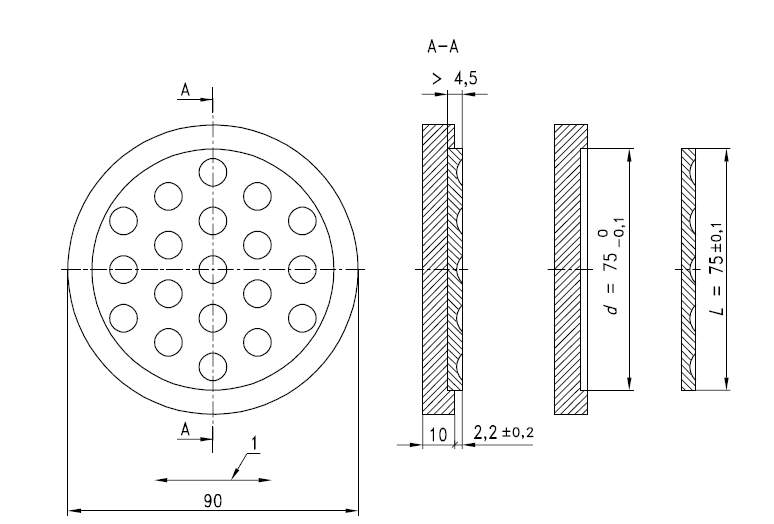 A-A
> 4,5
A
d = 75 0 -0,1
L = 75±0,1
A
1
10
2,2 ±0,2
90